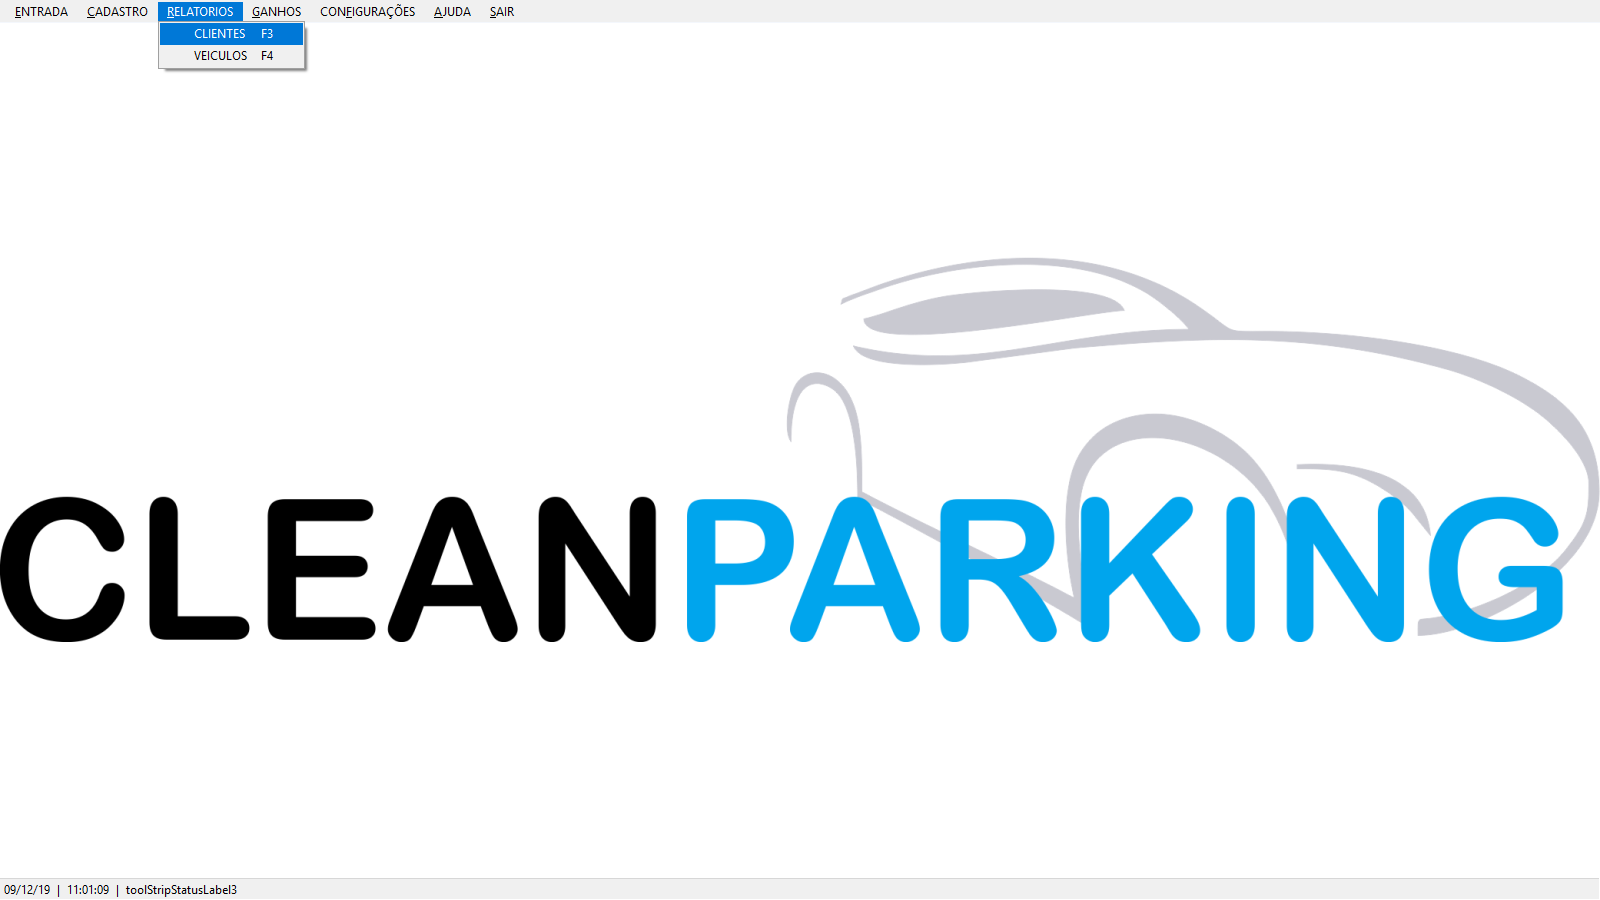 ENTRADA CADASTRO RELATORIOS GANHOS CONFIGURAÇÕES AJUDA SAIR
CLIENTES F3
VEICULOS F4
CLEANPARKING
09/12/19 | 11:01:09 | toolStripStatusLabel3